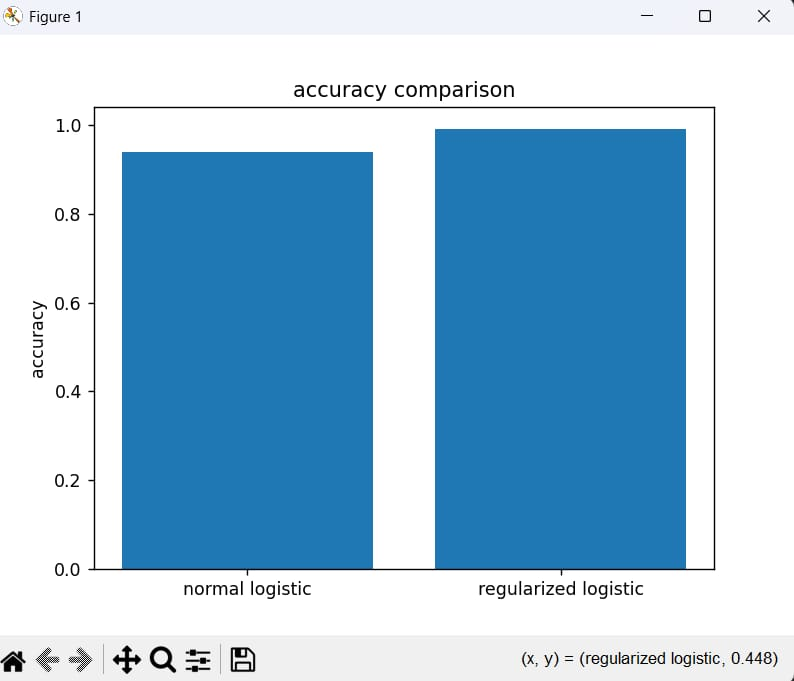 Figure 1
accuracy comparison
1.0
0.8
0.6
0.4
0.2
0.0
accuracy
normal logistic
regularized logistic
(x, y) = (regularized logistic, 0.448)